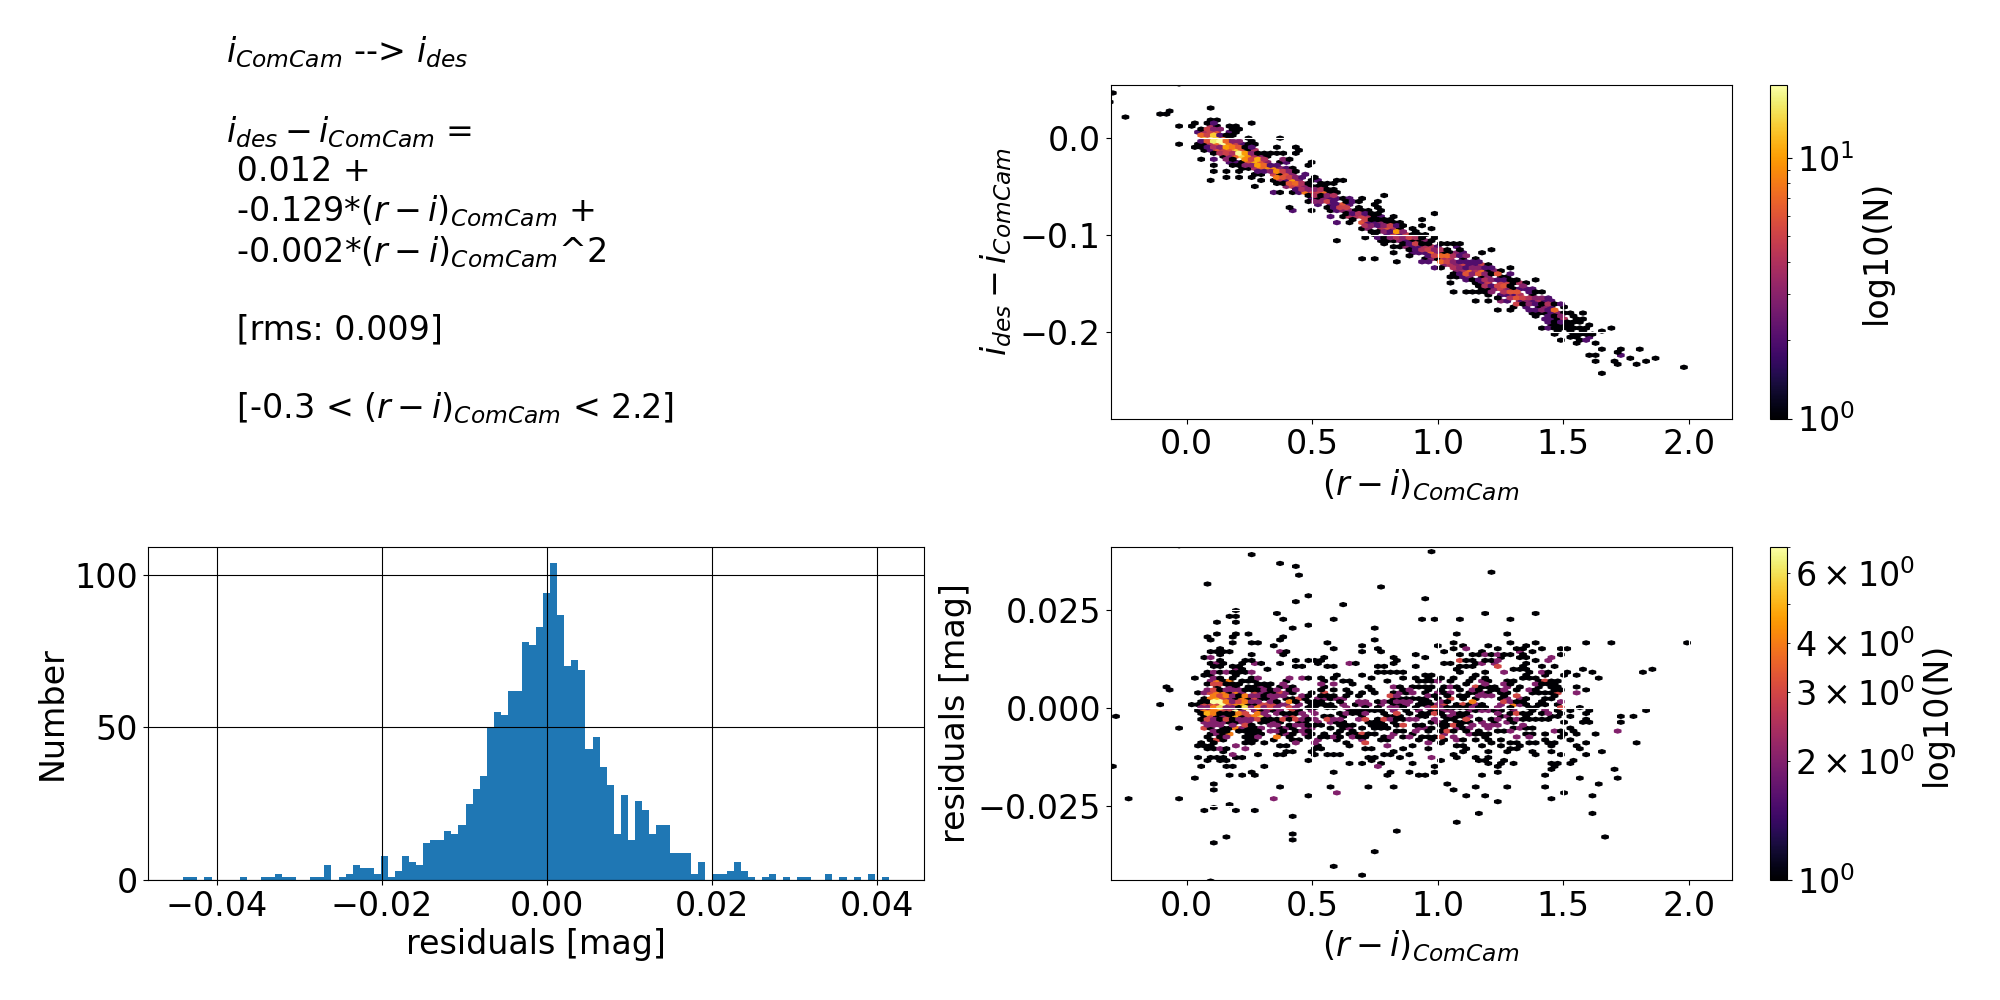 i_ComCam --> i_des
i_des − i_ComCam =
0.012 +
-0.129*(r − i)_ComCam +
-0.002*(r − i)_ComCam^2
[rms: 0.009]
[-0.3 < (r − i)_ComCam < 2.2]
i_des − i_ComCam
0.0
−0.1
−0.2
0.0 0.5 1.0 1.5 2.0
(r − i)_ComCam
10^1
10^0
log10(N)
Number
100
50
0
−0.04 −0.02 0.00 0.02 0.04
residuals [mag]
residuals [mag]
0.025
0.000
−0.025
0.0 0.5 1.0 1.5 2.0
(r − i)_ComCam
6 × 10^0
4 × 10^0
3 × 10^0
2 × 10^0
10^0
log10(N)